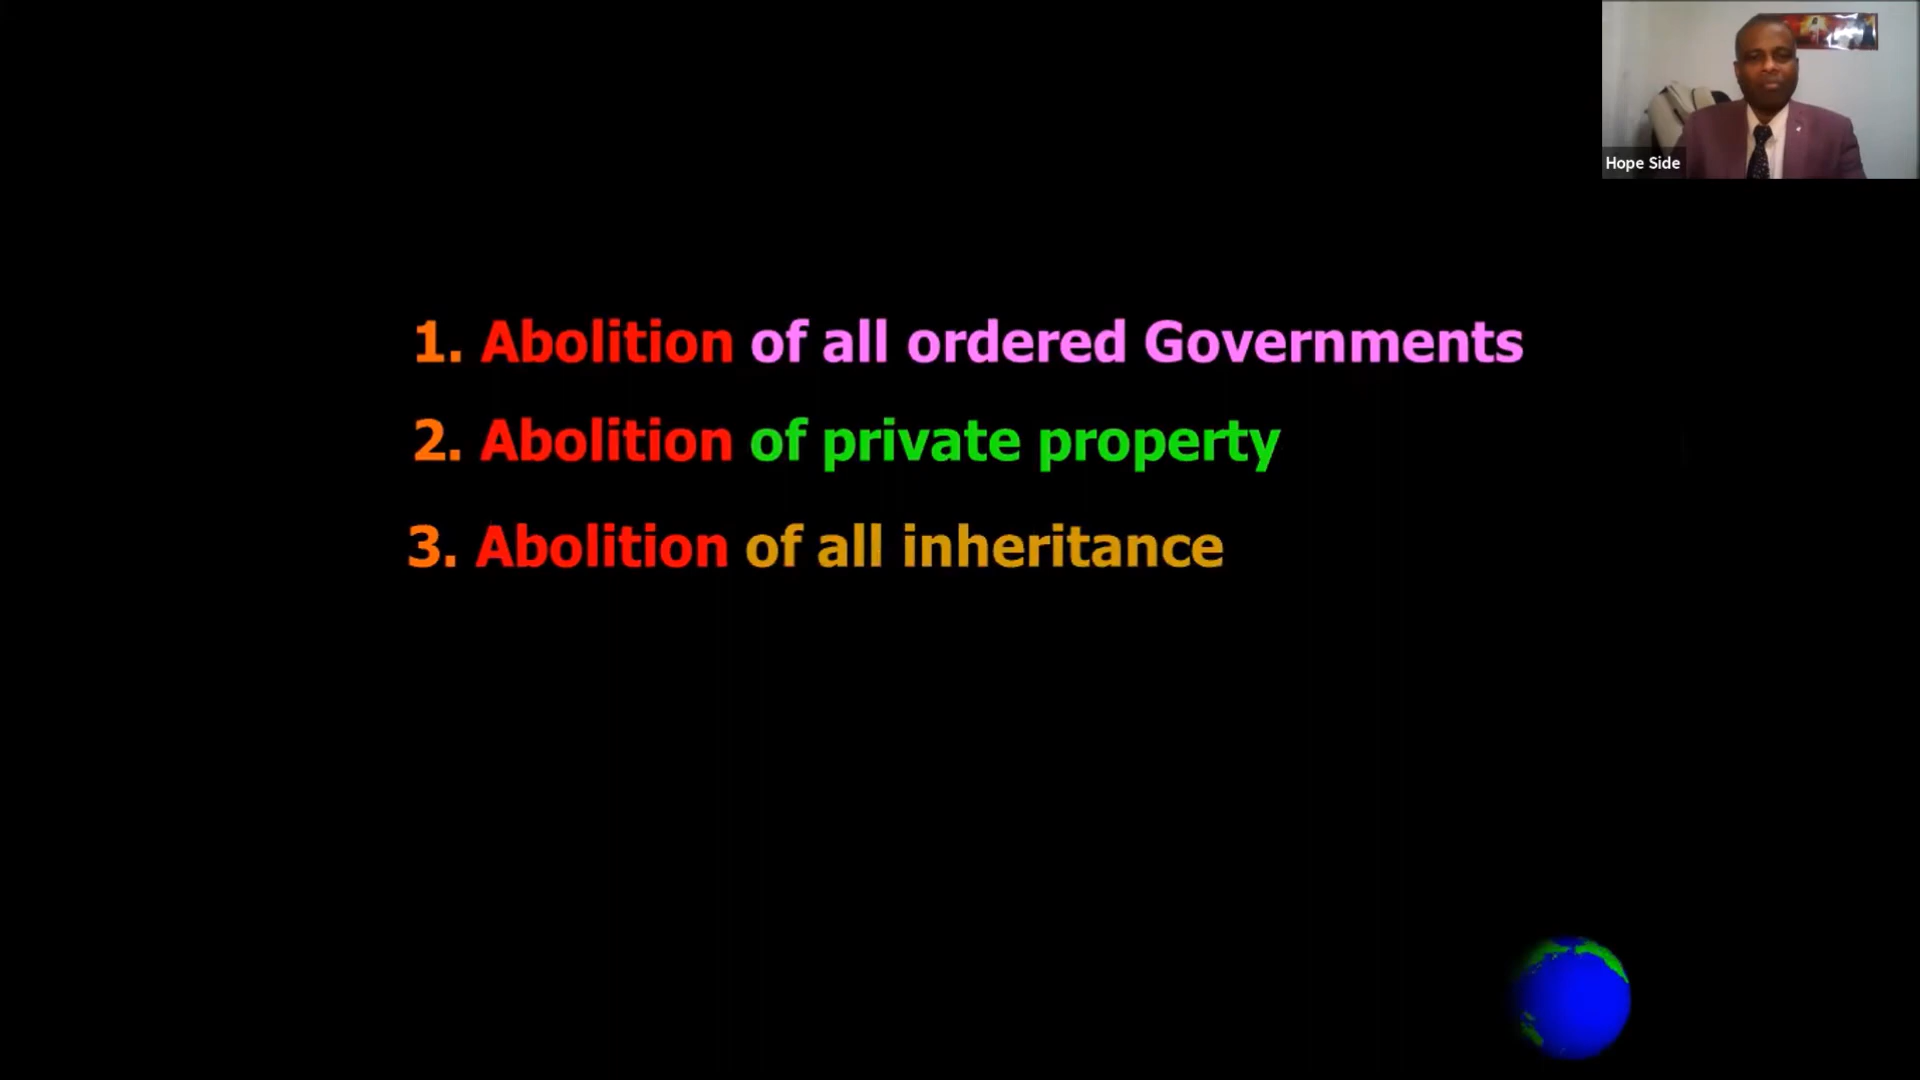 Hope Side
1. Abolition of all ordered Governments
2. Abolition of private property
3. Abolition of all inheritance